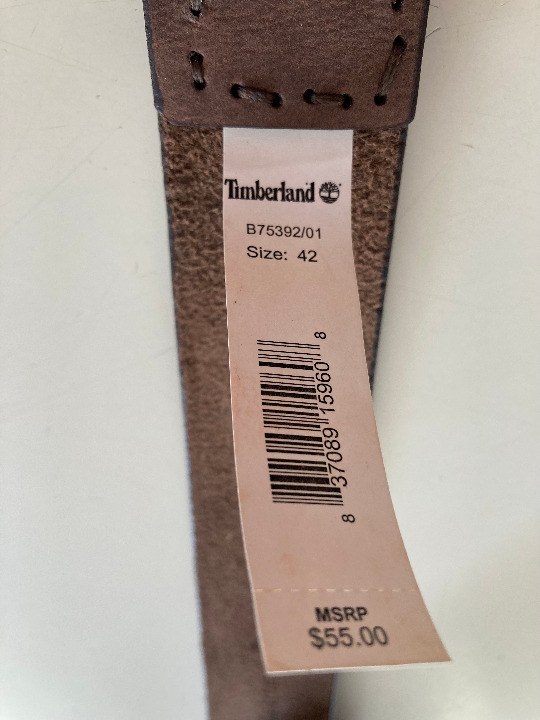 Timberland
B75392/01
Size: 42
8 37089 15960 8
MSRP
$55.00